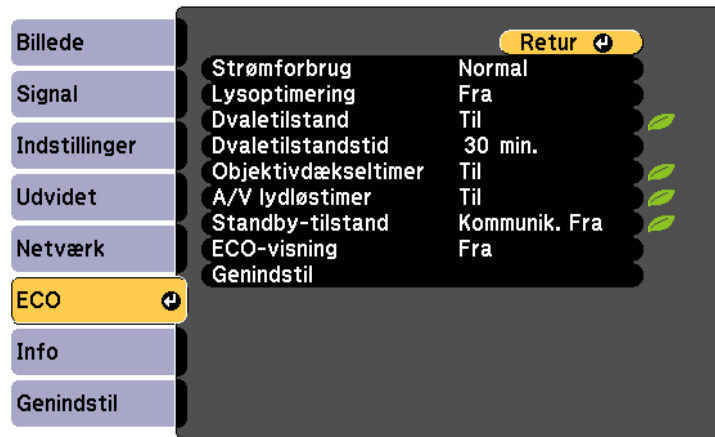 Billede
Signal
Indstillinger
Udvidet
Netværk
ECO
Info
Genindstil
Retur
Strømforbrug Normal
Lysoptimering Fra
Dvaletilstand Til
Dvaletilstandstid 30 min.
Objektivdækseltimer Til
A/V lydløstimer Til
Standby-tilstand Kommunik. Fra
ECO-visning Fra
Genindstil